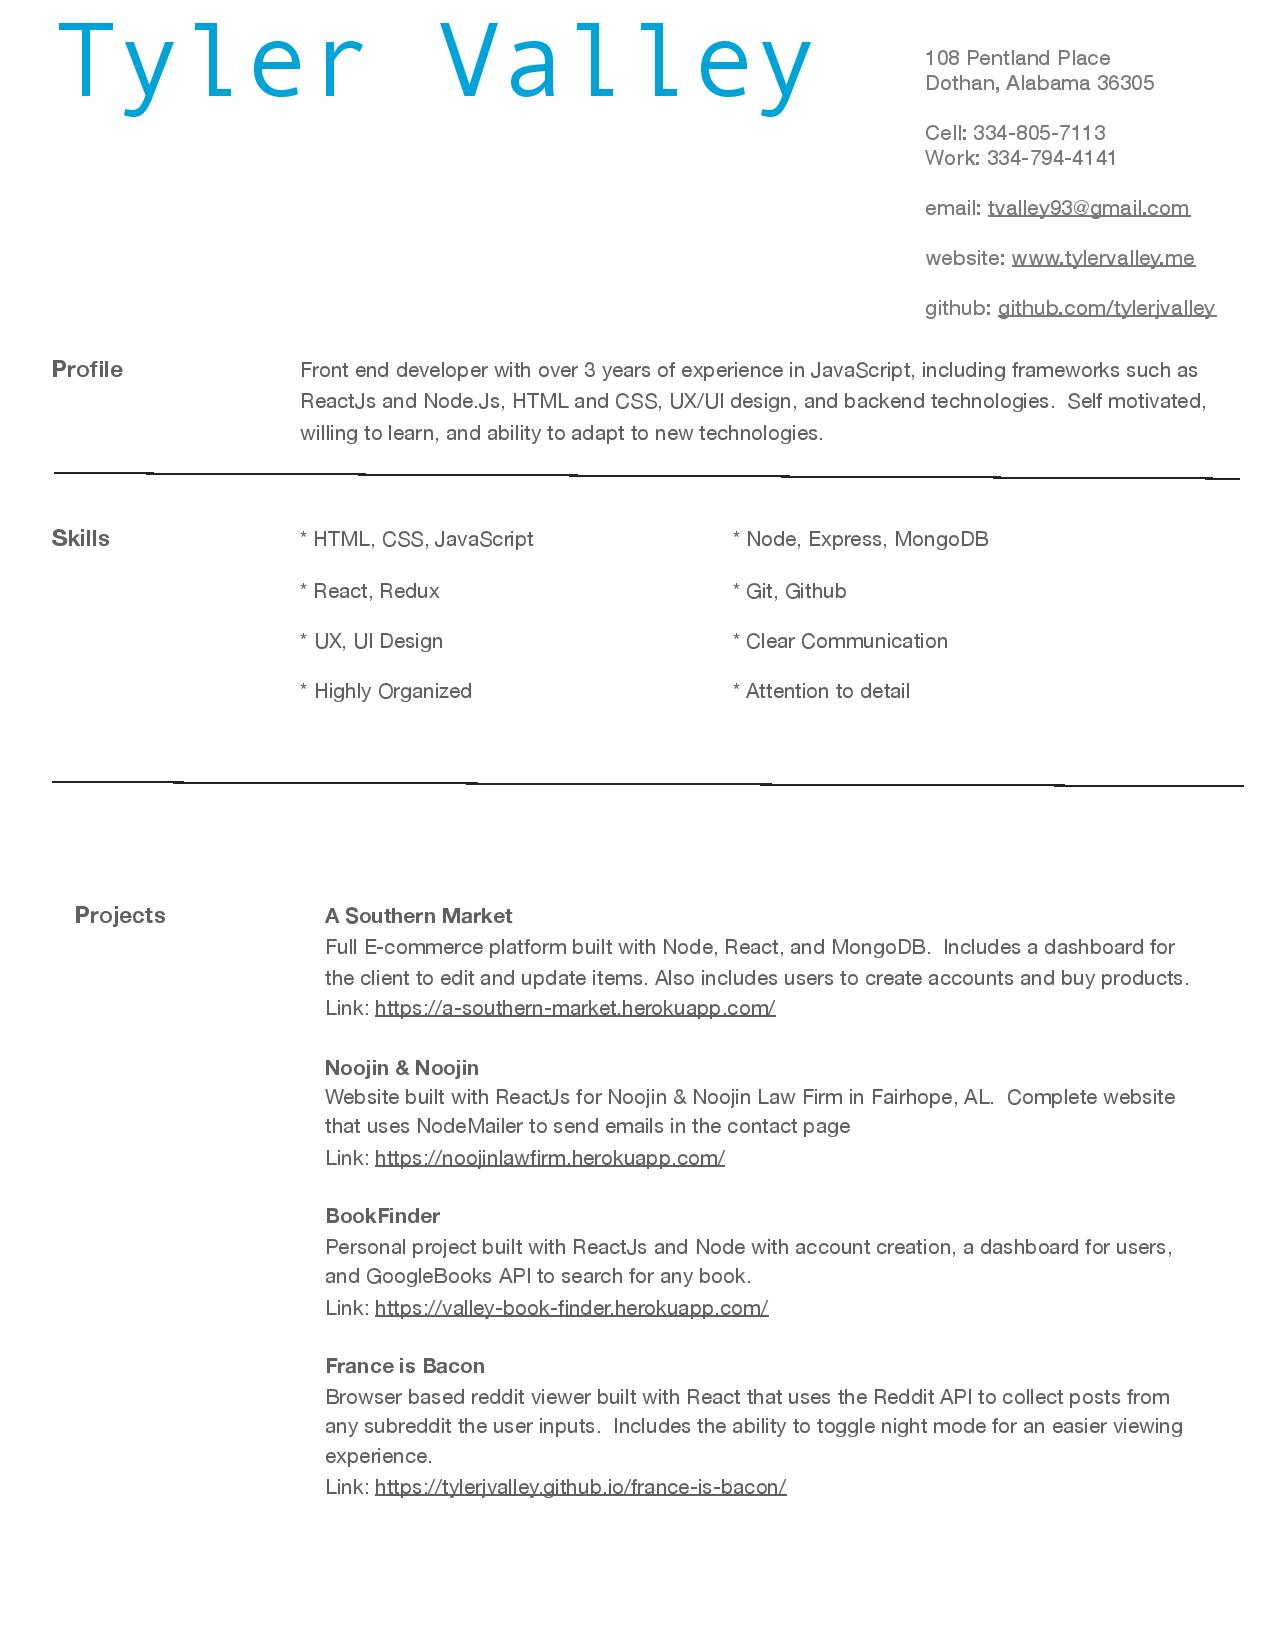 Tyler Valley
108 Pentland Place
Dothan, Alabama 36305
Cell: 334-805-7113
Work: 334-794-4141
email: tvalley93@gmail.com
website: www.tylervalley.me
github: github.com/tylerjvalley
Profile
Front end developer with over 3 years of experience in JavaScript, including frameworks such as
ReactJs and Node.Js, HTML and CSS, UX/UI design, and backend technologies.  Self motivated,
willing to learn, and ability to adapt to new technologies.
Skills
* HTML, CSS, JavaScript
* Node, Express, MongoDB
* React, Redux
* Git, Github
* UX, UI Design
* Clear Communication
* Highly Organized
* Attention to detail
Projects
A Southern Market
Full E-commerce platform built with Node, React, and MongoDB.  Includes a dashboard for
the client to edit and update items. Also includes users to create accounts and buy products.
Link: https://a-southern-market.herokuapp.com/
Noojin & Noojin
Website built with ReactJs for Noojin & Noojin Law Firm in Fairhope, AL.  Complete website
that uses NodeMailer to send emails in the contact page
Link: https://noojinlawfirm.herokuapp.com/
BookFinder
Personal project built with ReactJs and Node with account creation, a dashboard for users,
and GoogleBooks API to search for any book.
Link: https://valley-book-finder.herokuapp.com/
France is Bacon
Browser based reddit viewer built with React that uses the Reddit API to collect posts from
any subreddit the user inputs.  Includes the ability to toggle night mode for an easier viewing
experience.
Link: https://tylerjvalley.github.io/france-is-bacon/